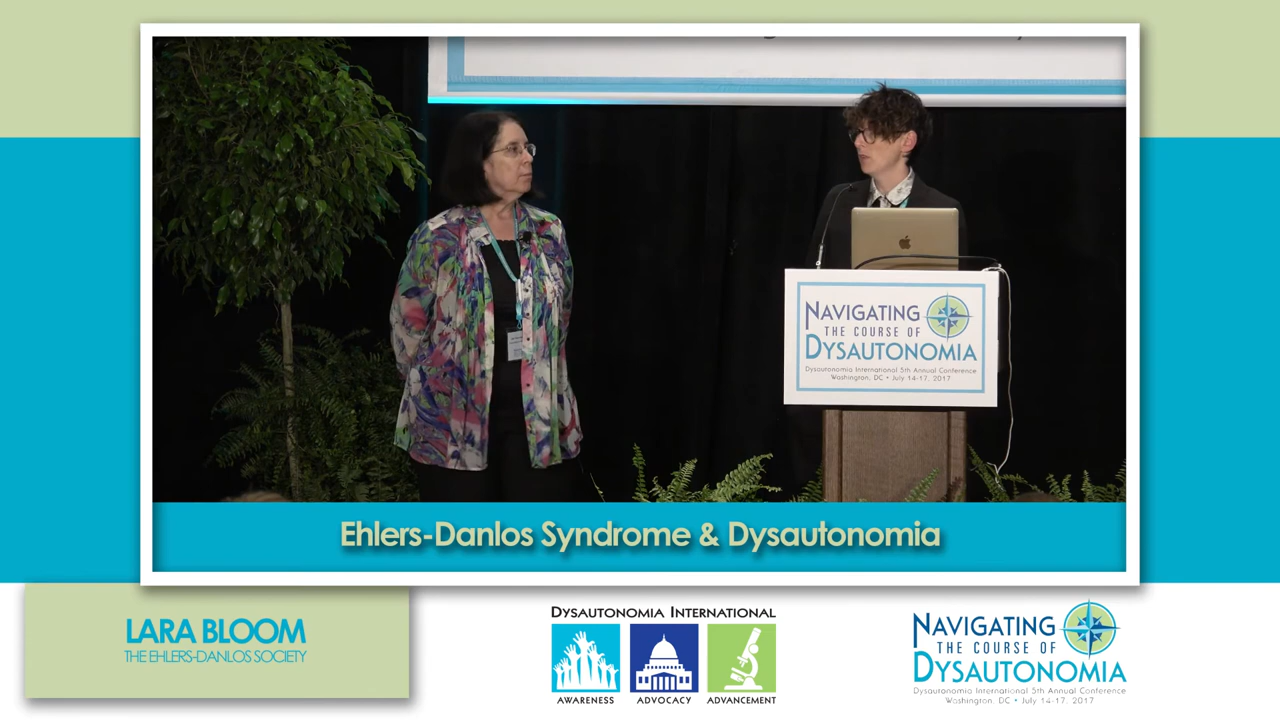 NAVIGATING
THE COURSE OF
DYSAUTONOMIA
Dysautonomia International 5th Annual Conference
Washington, DC • July 14-17, 2017
Ehlers-Danlos Syndrome & Dysautonomia
LARA BLOOM
THE EHLERS-DANLOS SOCIETY
DYSAUTONOMIA INTERNATIONAL
AWARENESS
ADVOCACY
ADVANCEMENT
NAVIGATING
THE COURSE OF
DYSAUTONOMIA
Dysautonomia International 5th Annual Conference
Washington, DC • July 14-17, 2017